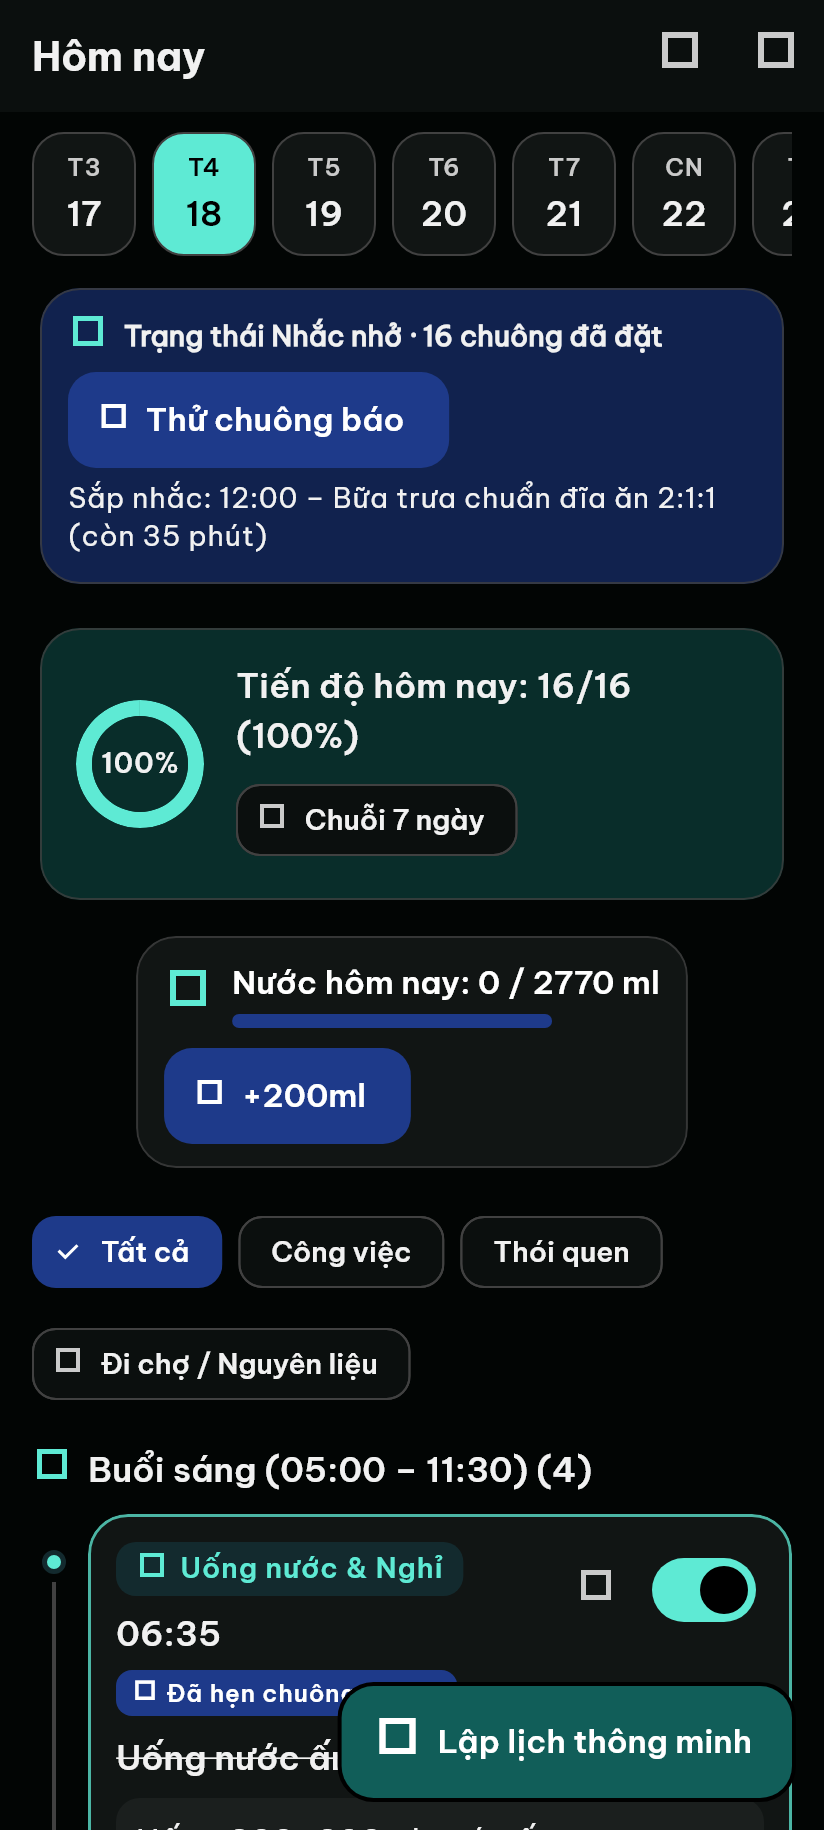 Hôm nay
T3 T4 T5 T6 T7 CN
17 18 19 20 21 22
Trạng thái Nhắc nhở · 16 chuông đã đặt
Thử chuông báo
Sắp nhắc: 12:00 – Bữa trưa chuẩn đĩa ăn 2:1:1
(còn 35 phút)
Tiến độ hôm nay: 16/16
(100%)
100%
Chuỗi 7 ngày
Nước hôm nay: 0 / 2770 ml
+200ml
Tất cả
Công việc
Thói quen
Đi chợ / Nguyên liệu
Buổi sáng (05:00 – 11:30) (4)
Uống nước & Nghỉ
06:35
Đã hẹn chuông
Uống nước
Lập lịch thông minh